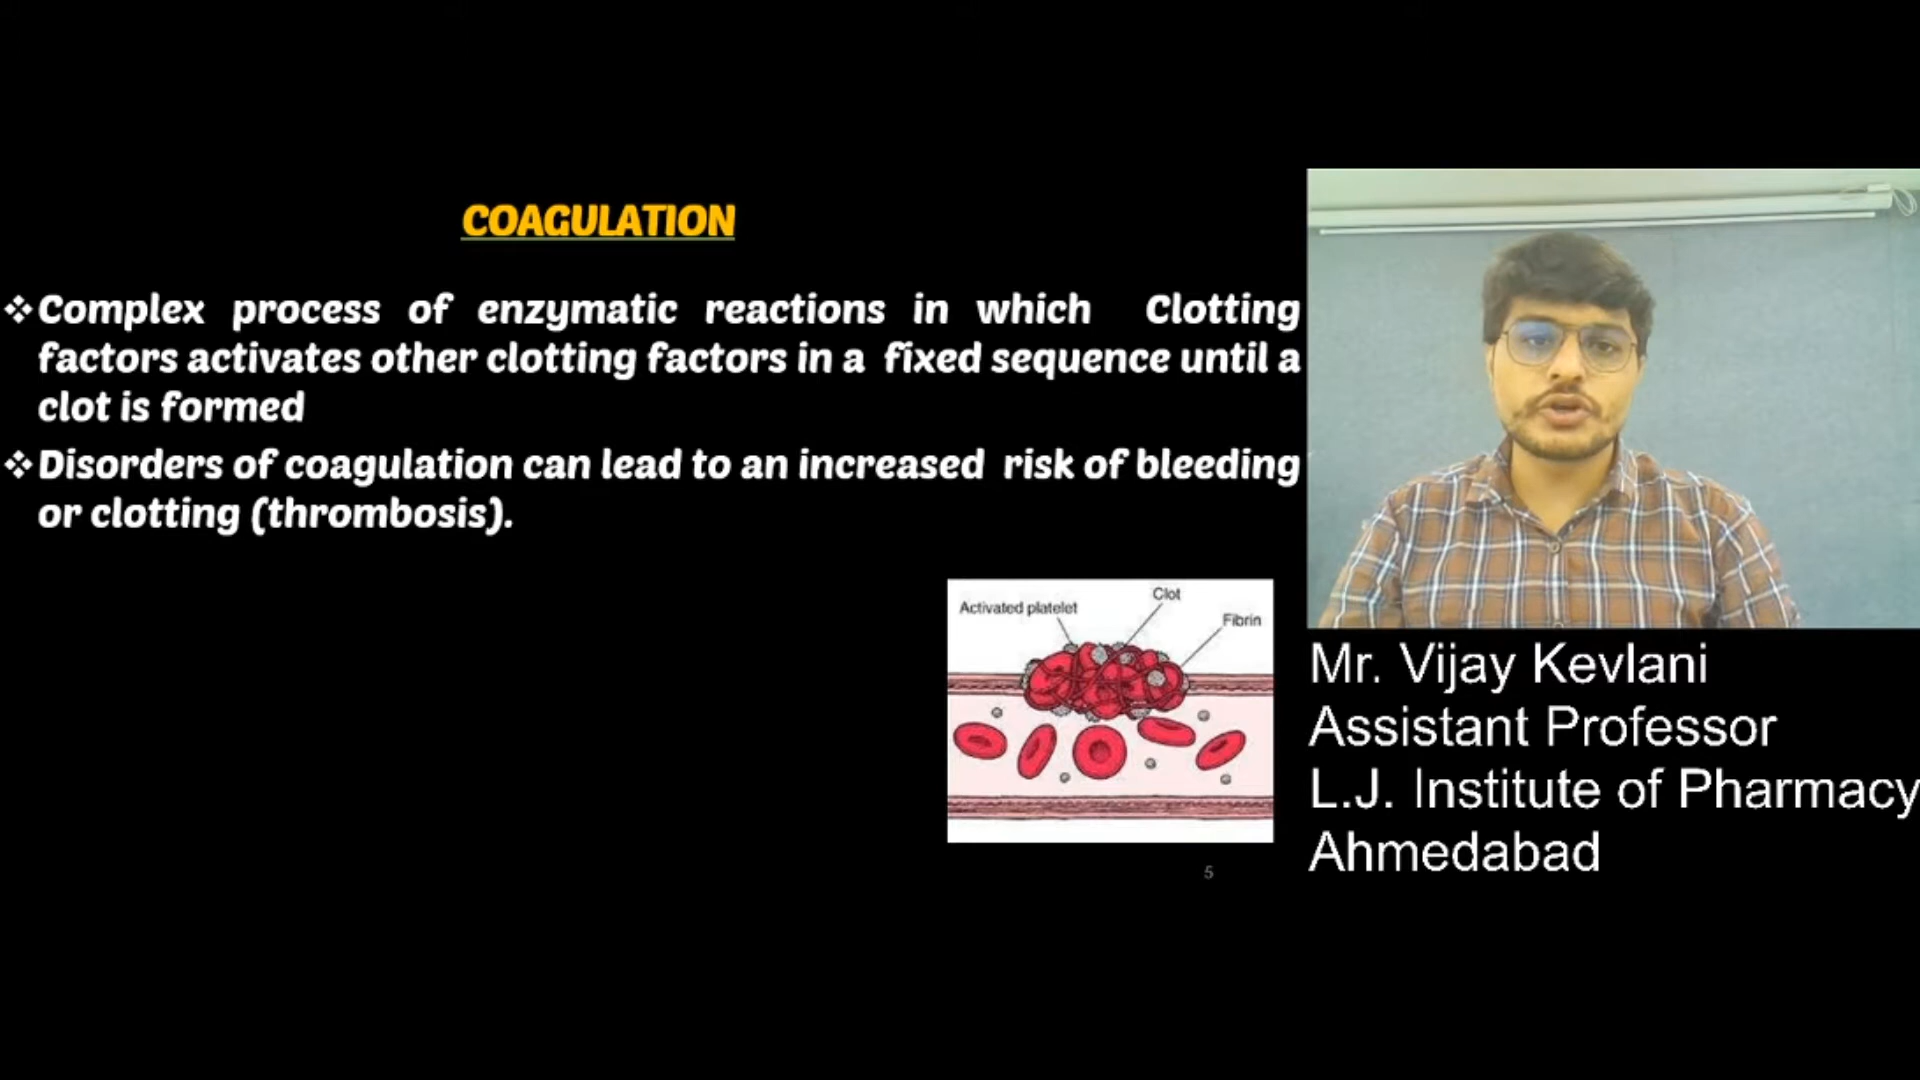 COAGULATION
❖Complex process of enzymatic reactions in which Clotting
factors activates other clotting factors in a fixed sequence until a
clot is formed
❖Disorders of coagulation can lead to an increased risk of bleeding
or clotting (thrombosis).
Activated platelet
Clot
Fibrin
5
Mr. Vijay Kevlani
Assistant Professor
L.J. Institute of Pharmacy
Ahmedabad